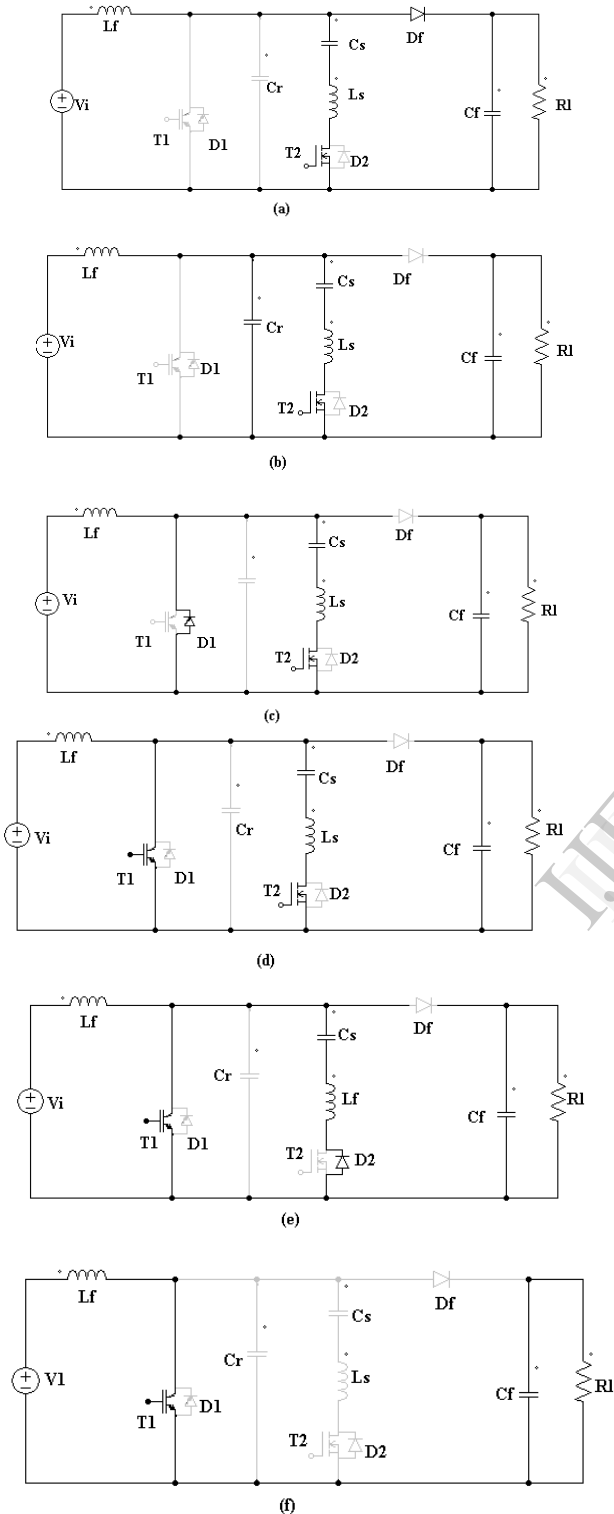 Lf
Df
Cs
Cr
Ls
Cf
Rl
Vi
T1
D1
T2
D2
(a)
Lf
Df
Cs
Cr
Ls
Cf
Rl
Vi
T1
D1
T2
D2
(b)
Lf
Df
Cs
Ls
Cf
Rl
Vi
T1
D1
T2
D2
(c)
Lf
Df
Cs
Cr
Ls
Cf
Rl
Vi
T1
D1
T2
D2
(d)
Lf
Df
Cs
Cr
Lf
Cf
Rl
Vi
T1
D1
T2
D2
(e)
Lf
Df
Cs
Cr
Ls
Cf
Rl
V1
T1
D1
T2
D2
(f)